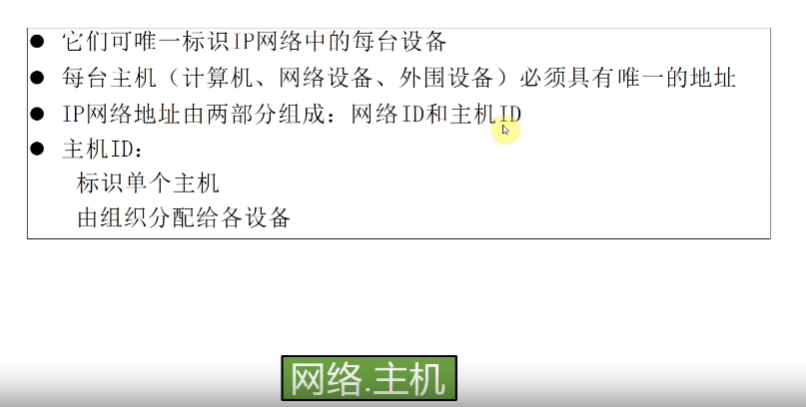 ● 它们可唯一标识IP网络中的每台设备
● 每台主机（计算机、网络设备、外围设备）必须具有唯一的地址
● IP网络地址由两部分组成：网络ID和主机ID
● 主机ID：
标识单个主机
由组织分配给各设备
网络.主机